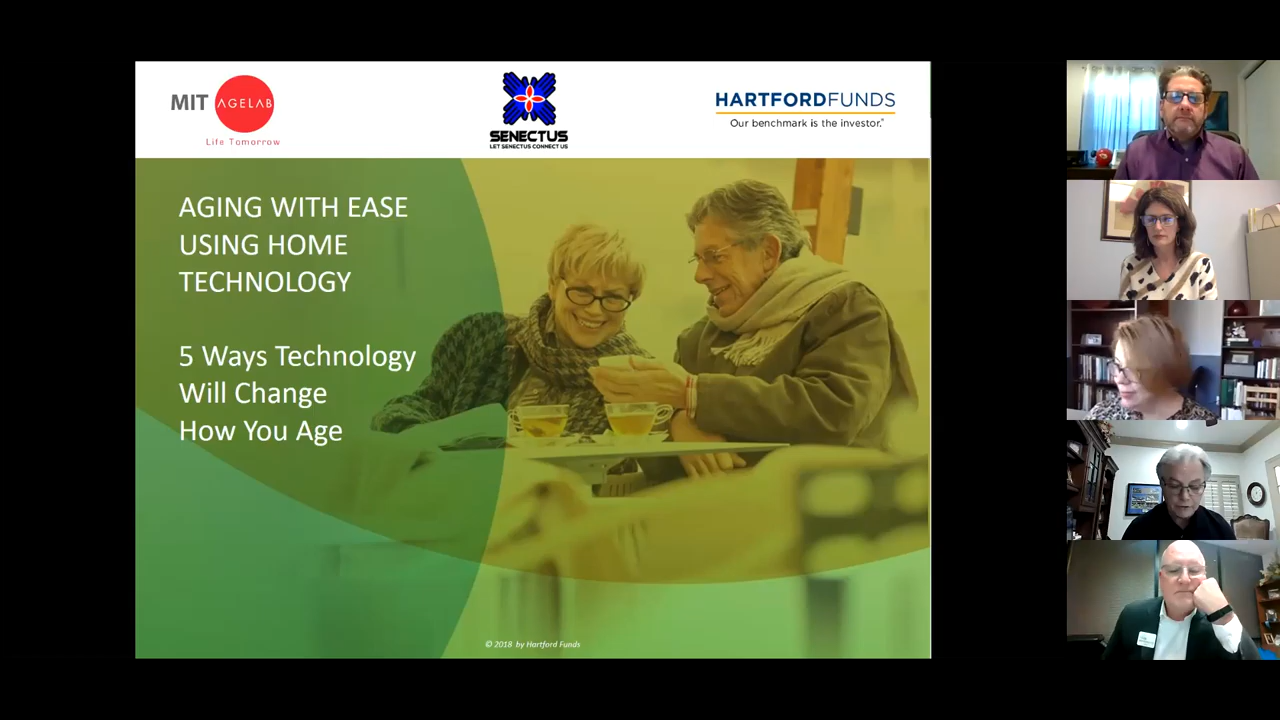 MIT AGELAB
Life Tomorrow
SENECTUS
LET SENECTUS CONNECT US
HARTFORDFUNDS
Our benchmark is the investor.®
AGING WITH EASE
USING HOME
TECHNOLOGY
5 Ways Technology
Will Change
How You Age
© 2018 by Hartford Funds